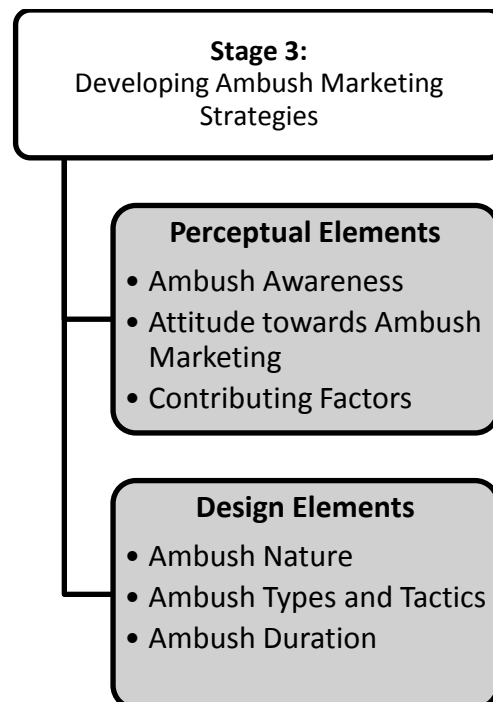 Stage 3:
Developing Ambush Marketing
Strategies
Perceptual Elements
• Ambush Awareness
• Attitude towards Ambush
Marketing
• Contributing Factors
Design Elements
• Ambush Nature
• Ambush Types and Tactics
• Ambush Duration